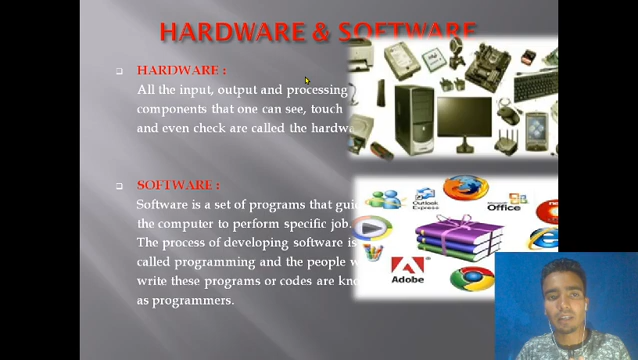 HARDWARE & SOFTWARE
HARDWARE :
All the input, output and processing
components that one can see, touch
and even check are called the
SOFTWARE :
Software is a set of programs that
the computer to perform specific job.
The process of developing software is
called programming and the people
write these programs or codes are
as programmers.
Outlook
Express
Microsoft
Office
Adobe